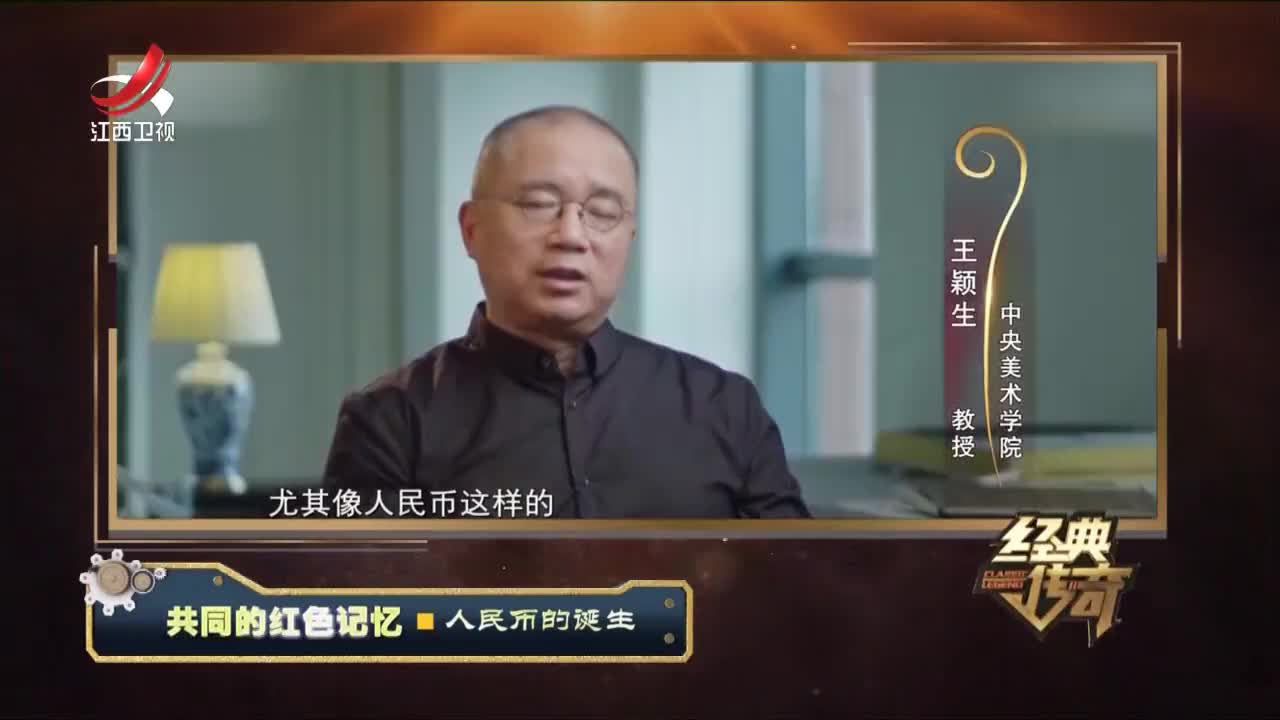 江西卫视
王颖生
教授
中央美术学院
尤其像人民币这样的
经典
CLASSIC
LEGEND
传奇
共同的红色记忆 人民币的诞生